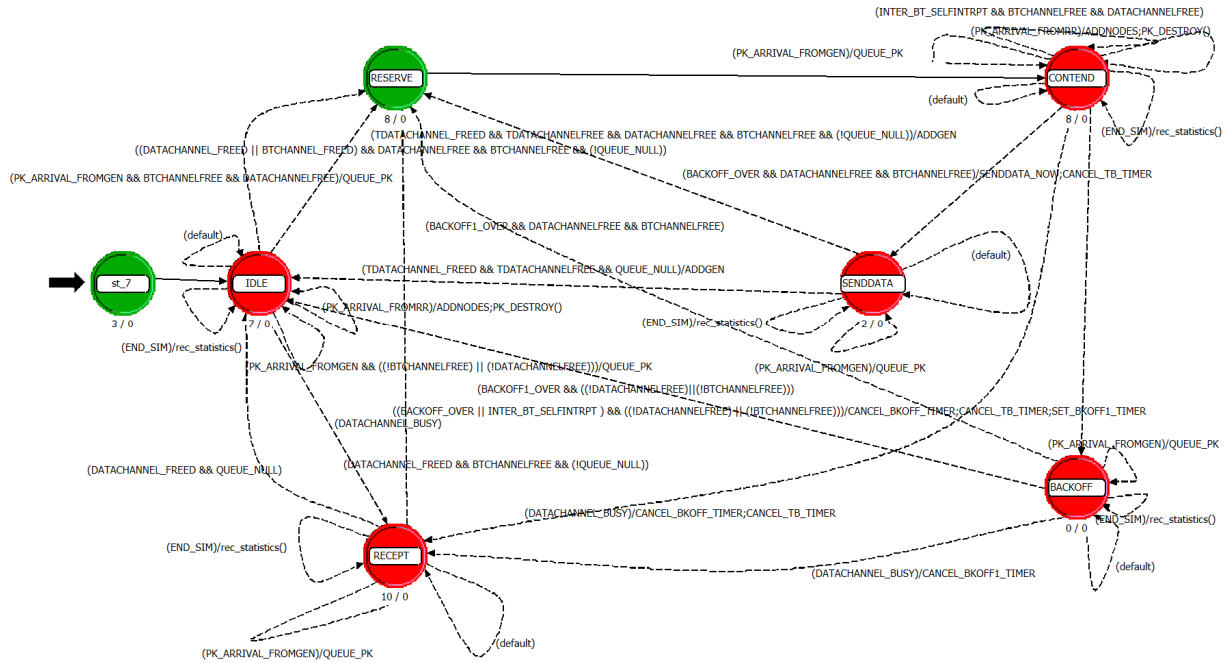 (INTER_BT_SELFINTRPT && BTCHANNELFREE && DATACHANNELFREE)
(PK_ARRIVAL_FROMRR)/ADDNODES;PK_DESTROY()
(PK_ARRIVAL_FROMGEN)/QUEUE_PK
RESERVE
CONTEND
(default)
8 / 0
8 / 0
(END_SIM)/rec_statistics()
(TDATACHANNEL_FREED && TDATACHANNELFREE && DATACHANNELFREE && BTCHANNELFREE && (!QUEUE_NULL))/ADDGEN
((DATACHANNEL_FREED || BTCHANNEL_FREED) && DATACHANNELFREE && BTCHANNELFREE && (!QUEUE_NULL))
(PK_ARRIVAL_FROMGEN && BTCHANNELFREE && DATACHANNELFREE)/QUEUE_PK
(BACKOFF_OVER && DATACHANNELFREE && BTCHANNELFREE)/SENDDATA_NOW;CANCEL_TB_TIMER
(BACKOFF1_OVER && DATACHANNELFREE && BTCHANNELFREE)
(default)
(default)
(TDATACHANNEL_FREED && TDATACHANNELFREE && QUEUE_NULL)/ADDGEN
st_7
IDLE
SENDDATA
(PK_ARRIVAL_FROMRR)/ADDNODES;PK_DESTROY()
3 / 0
7 / 0
(END_SIM)/rec_statistics()
2 / 0
(END_SIM)/rec_statistics()
(PK_ARRIVAL_FROMGEN && ((!BTCHANNELFREE) || (!DATACHANNELFREE)))/QUEUE_PK
(PK_ARRIVAL_FROMGEN)/QUEUE_PK
(BACKOFF1_OVER && ((!DATACHANNELFREE)||(!BTCHANNELFREE)))
((BACKOFF_OVER || INTER_BT_SELFINTRPT ) && ((!DATACHANNELFREE) || (!BTCHANNELFREE)))/CANCEL_BKOFF_TIMER;CANCEL_TB_TIMER;SET_BKOFF1_TIMER
(DATACHANNEL_BUSY)
(PK_ARRIVAL_FROMGEN)/QUEUE_PK
(DATACHANNEL_FREED && QUEUE_NULL)
(DATACHANNEL_FREED && BTCHANNELFREE && (!QUEUE_NULL))
BACKOFF
(DATACHANNEL_BUSY)/CANCEL_BKOFF_TIMER;CANCEL_TB_TIMER
(END_SIM)/rec_statistics()
0 / 0
(END_SIM)/rec_statistics()
RECEPT
(default)
(DATACHANNEL_BUSY)/CANCEL_BKOFF1_TIMER
10 / 0
(default)
(PK_ARRIVAL_FROMGEN)/QUEUE_PK